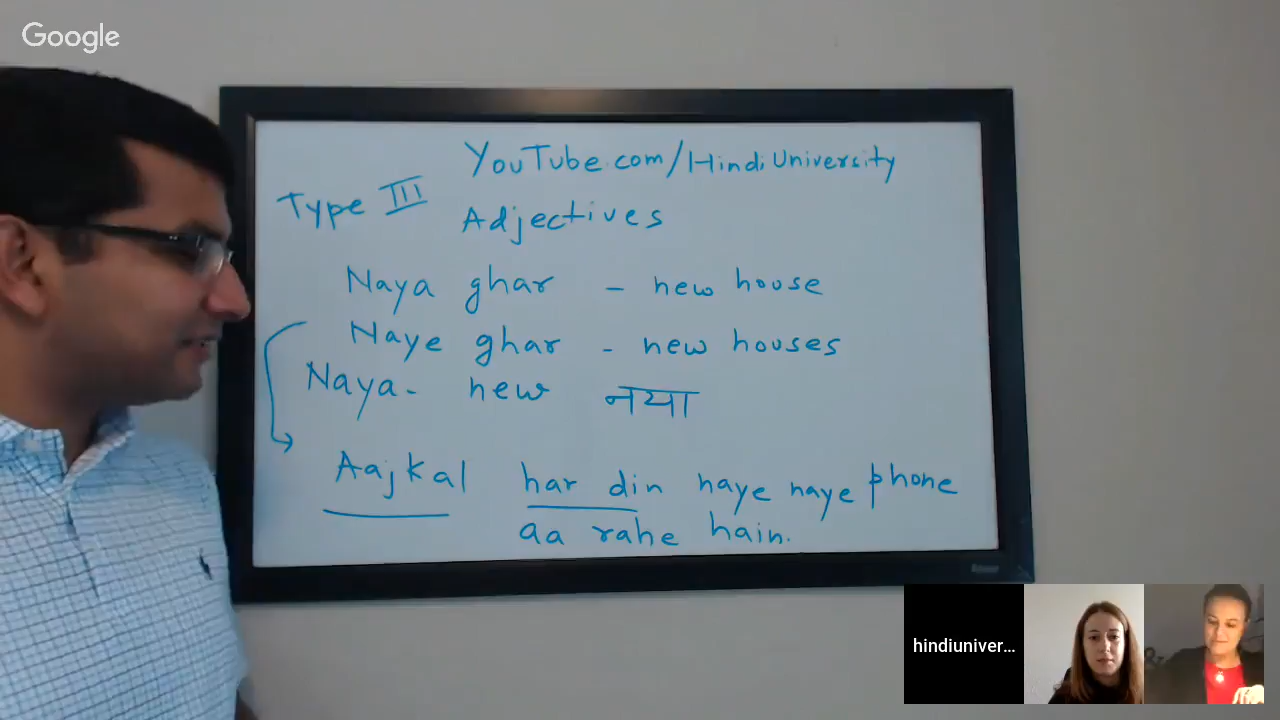 Google
YouTube.com/HindiUniversity
Type III Adjectives
Naya ghar - new house
Naye ghar - new houses
Naya - new नया
Aajkal har din naye naye phone
aa rahe hain.
hindiuniver...